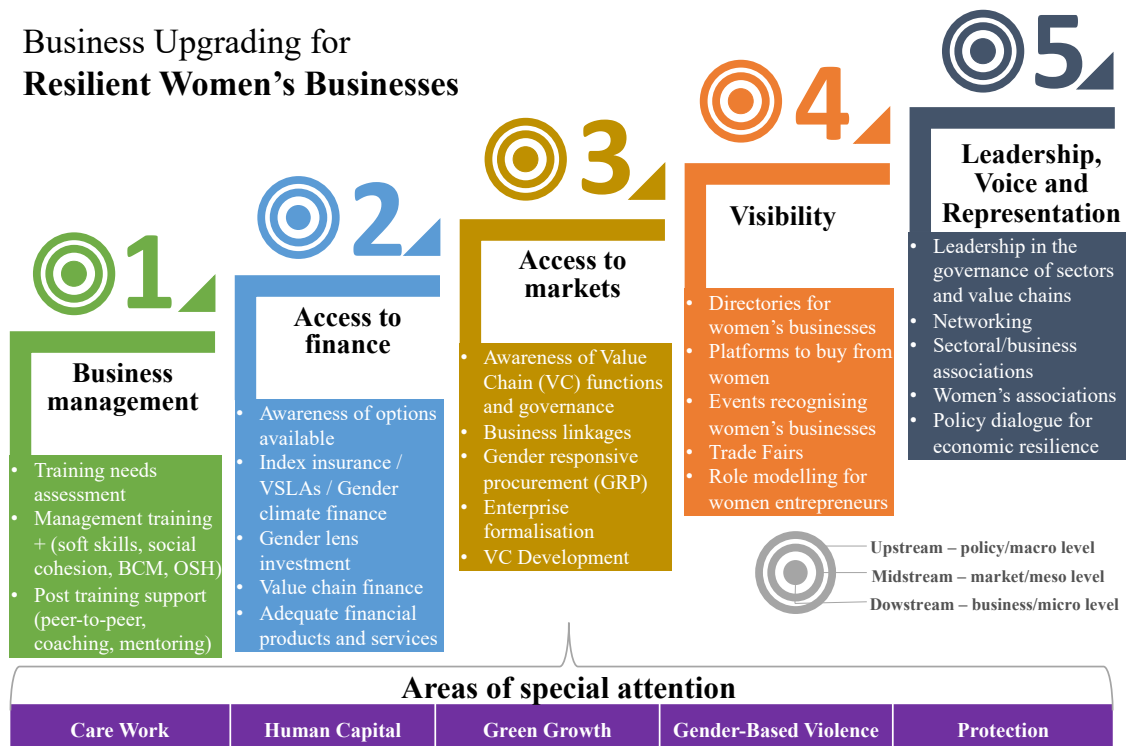 Business Upgrading for
Resilient Women's Businesses
1
Business
management
• Training needs
assessment
• Management training
+ (soft skills, social
cohesion, BCM, OSH)
• Post training support
(peer-to-peer,
coaching, mentoring)
2
Access to
finance
• Awareness of options
available
• Index insurance /
VSLAs / Gender
climate finance
• Gender lens
investment
• Value chain finance
• Adequate financial
products and services
3
Access to
markets
• Awareness of Value
Chain (VC) functions
and governance
• Business linkages
• Gender responsive
procurement (GRP)
• Enterprise
formalisation
• VC Development
4
Visibility
• Directories for
women's businesses
• Platforms to buy from
women
• Events recognising
women's businesses
• Trade Fairs
• Role modelling for
women entrepreneurs
5
Leadership,
Voice and
Representation
• Leadership in the
governance of sectors
and value chains
• Networking
• Sectoral/business
associations
• Women's associations
• Policy dialogue for
economic resilience
Upstream – policy/macro level
Midstream – market/meso level
Dowstream – business/micro level
Areas of special attention
Care Work
Human Capital
Green Growth
Gender-Based Violence
Protection